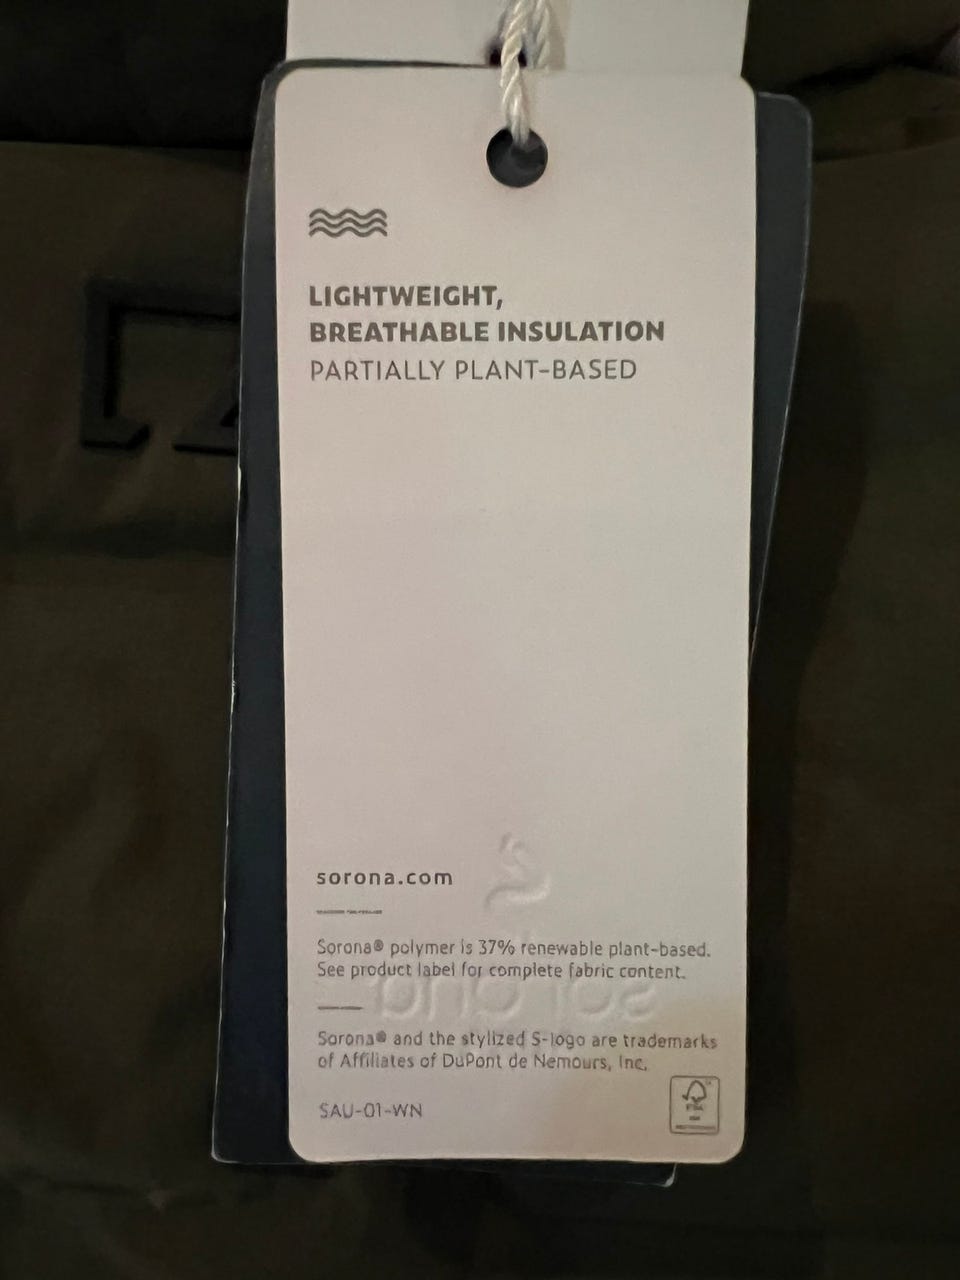 LIGHTWEIGHT,
BREATHABLE INSULATION
PARTIALLY PLANT-BASED
sorona.com
Sorona® polymer is 37% renewable plant-based.
See product label for complete fabric content.
sorona
Sorona® and the stylized S-logo are trademarks
of Affiliates of DuPont de Nemours, Inc.
SAU-01-WN
FSC